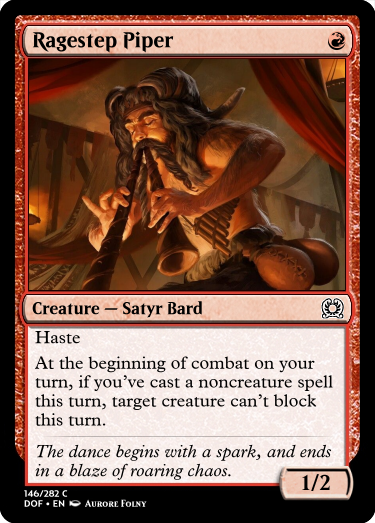 Ragestep Piper
Creature — Satyr Bard
Haste
At the beginning of combat on your
turn, if you've cast a noncreature spell
this turn, target creature can't block
this turn.
The dance begins with a spark, and ends
in a blaze of roaring chaos.
1/2
146/282 C
DOF • EN Aurore Folny